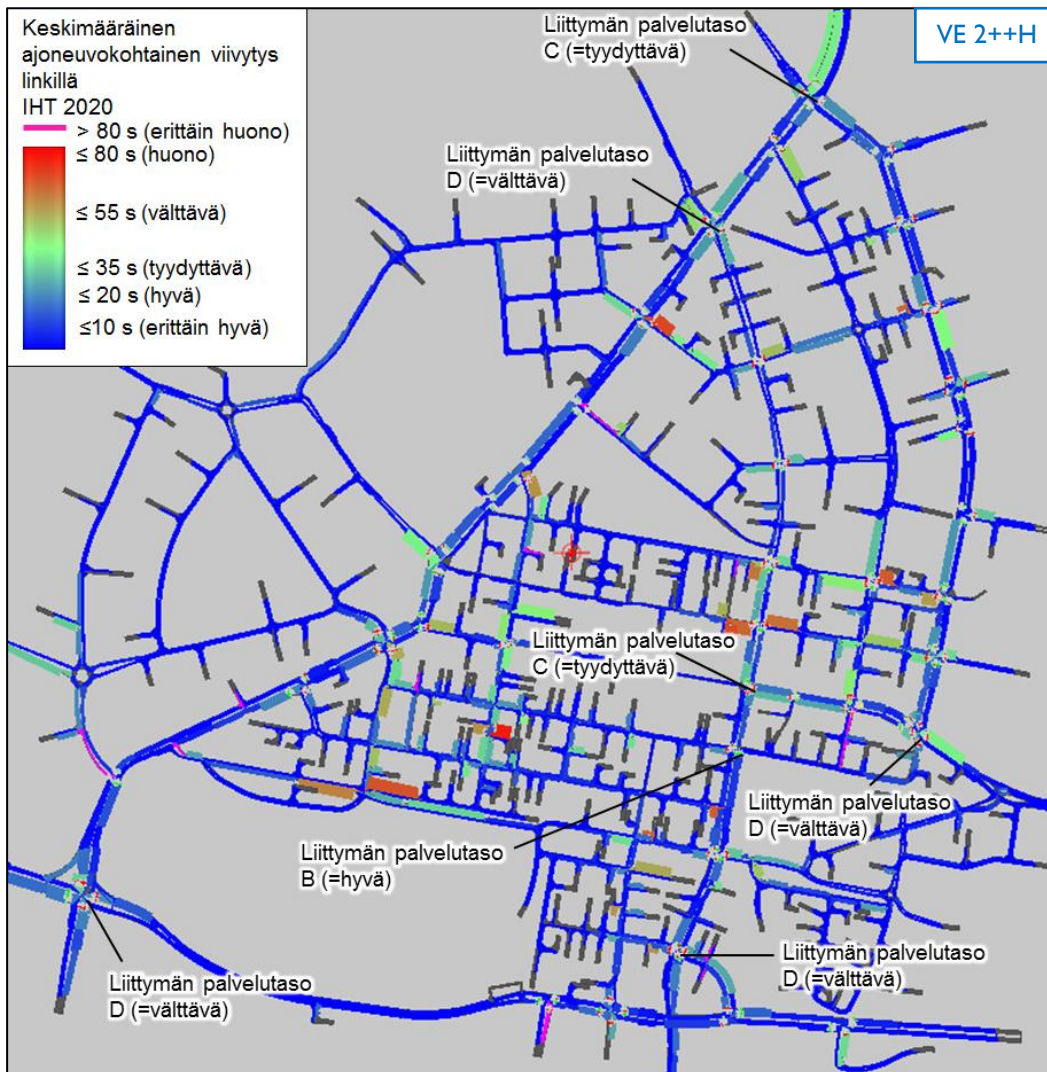 Keskimääräinen
ajoneuvokohtainen viivytys
linkillä
IHT 2020
> 80 s (erittäin huono)
≤ 80 s (huono)
≤ 55 s (välttävä)
≤ 35 s (tyydyttävä)
≤ 20 s (hyvä)
≤10 s (erittäin hyvä)
Liittymän palvelutaso
C (=tyydyttävä)
VE 2++H
Liittymän palvelutaso
D (=välttävä)
Liittymän palvelutaso
C (=tyydyttävä)
Liittymän palvelutaso
D (=välttävä)
Liittymän palvelutaso
B (=hyvä)
Liittymän palvelutaso
D (=välttävä)
Liittymän palvelutaso
D (=välttävä)